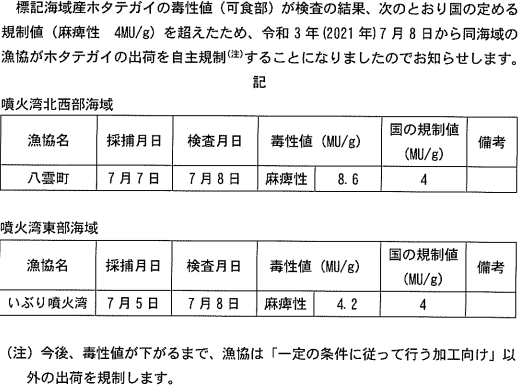 標記海域産ホタテガイの毒性値（可食部）が検査の結果、次のとおり国の定める
規制値（麻痺性　4MU/g）を超えたため、令和３年(2021年)７月８日から同海域の
漁協がホタテガイの出荷を自主規制(注)することになりましたのでお知らせします。
記
噴火湾北西部海域
漁協名　採捕月日　検査月日　毒性値（MU/g）　国の規制値(MU/g)　備考
八雲町　７月７日　７月８日　麻痺性　8.6　4
噴火湾東部海域
漁協名　採捕月日　検査月日　毒性値（MU/g）　国の規制値(MU/g)　備考
いぶり噴火湾　７月５日　７月８日　麻痺性　4.2　4
（注）今後、毒性値が下がるまで、漁協は「一定の条件に従って行う加工向け」以
外の出荷を規制します。